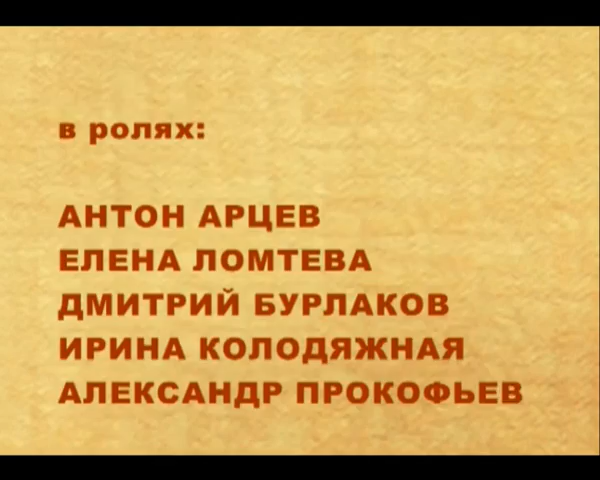 в ролях:
АНТОН АРЦЕВ
ЕЛЕНА ЛОМТЕВА
ДМИТРИЙ БУРЛАКОВ
ИРИНА КОЛОДЯЖНАЯ
АЛЕКСАНДР ПРОКОФЬЕВ